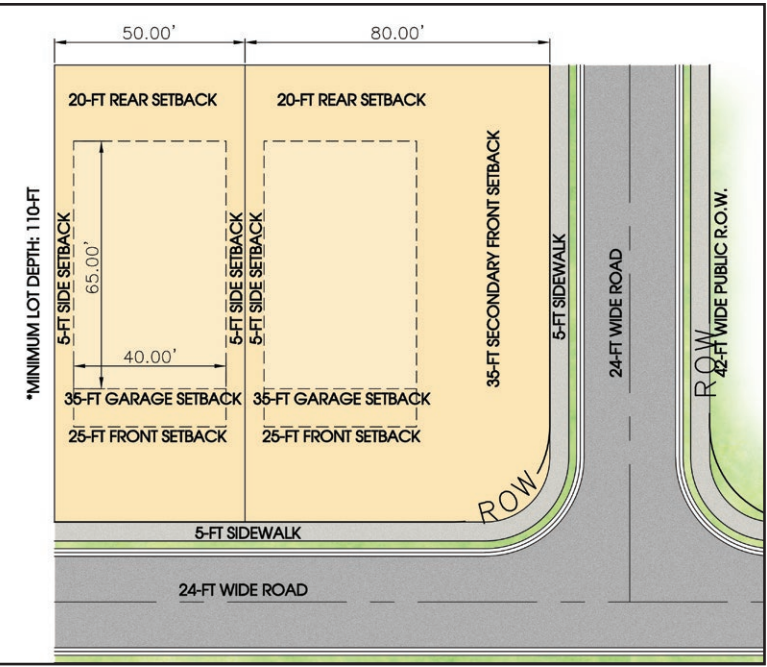 50.00'
80.00'
20-FT REAR SETBACK
20-FT REAR SETBACK
*MINIMUM LOT DEPTH: 110-FT
5-FT SIDE SETBACK
65.00'
5-FT SIDE SETBACK
5-FT SIDE SETBACK
35-FT SECONDARY FRONT SETBACK
5-FT SIDEWALK
24-FT WIDE ROAD
ROW
42-FT WIDE PUBLIC R.O.W.
40.00'
35-FT GARAGE SETBACK
35-FT GARAGE SETBACK
25-FT FRONT SETBACK
25-FT FRONT SETBACK
ROW
5-FT SIDEWALK
24-FT WIDE ROAD